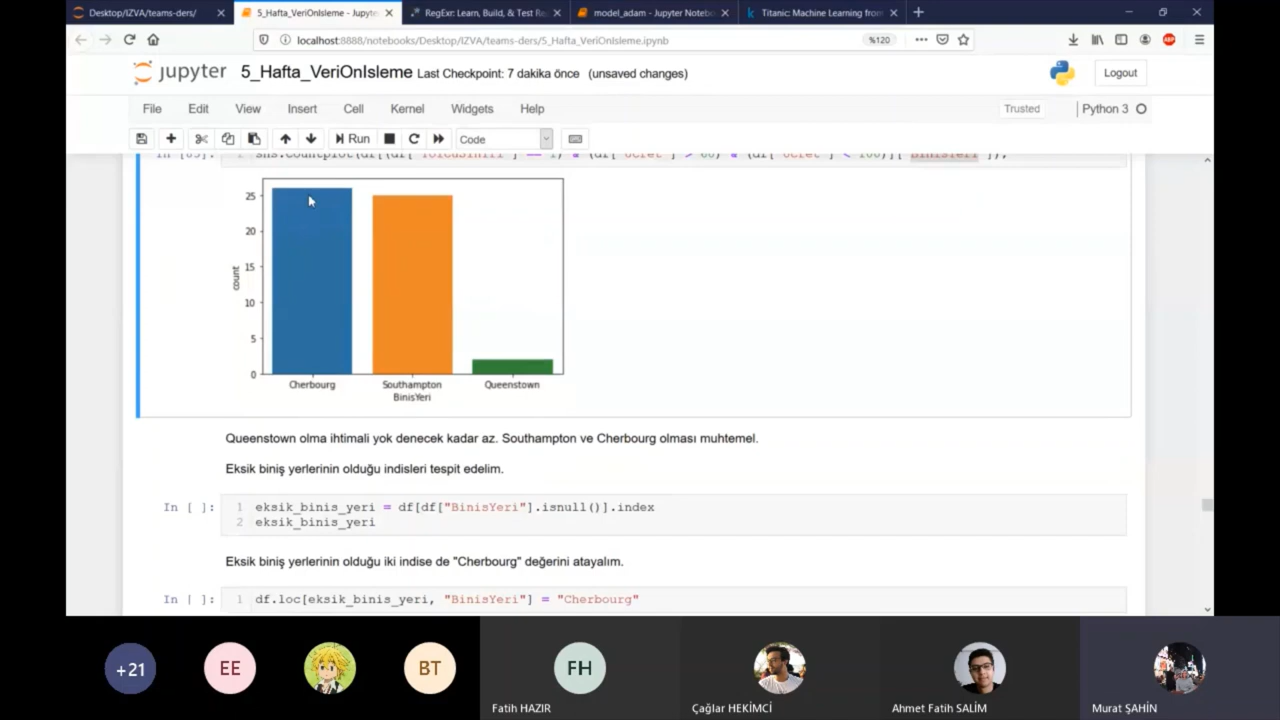 Desktop/IZVA/teams-ders/
5_Hafta_VeriOnIsleme - Jupyte
RegExr: Learn, Build, & Test Re
model_adam - Jupyter Notebo
Titanic: Machine Learning from
localhost:8888/notebooks/Desktop/IZVA/teams-ders/5_Hafta_VeriOnIsleme.ipynb
%120
ABP
jupyter
5_Hafta_VeriOnIsleme
Last Checkpoint: 7 dakika önce
(unsaved changes)
Logout
File
Edit
View
Insert
Cell
Kernel
Widgets
Help
Trusted
Python 3
Run
Code
count
25
20
15
10
5
0
Cherbourg
Southampton
Queenstown
BinisYeri
Queenstown olma ihtimali yok denecek kadar az. Southampton ve Cherbourg olması muhtemel.
Eksik biniş yerlerinin olduğu indisleri tespit edelim.
In [ ]:
1 eksik_binis_yeri = df[df["BinisYeri"].isnull()].index
2 eksik_binis_yeri
Eksik biniş yerlerinin olduğu iki indise de "Cherbourg" değerini atayalım.
In [ ]:
1 df.loc[eksik_binis_yeri, "BinisYeri"] = "Cherbourg"
+21
EE
BT
FH
Fatih HAZIR
Çağlar HEKİMCİ
Ahmet Fatih SALİM
Murat ŞAHİN